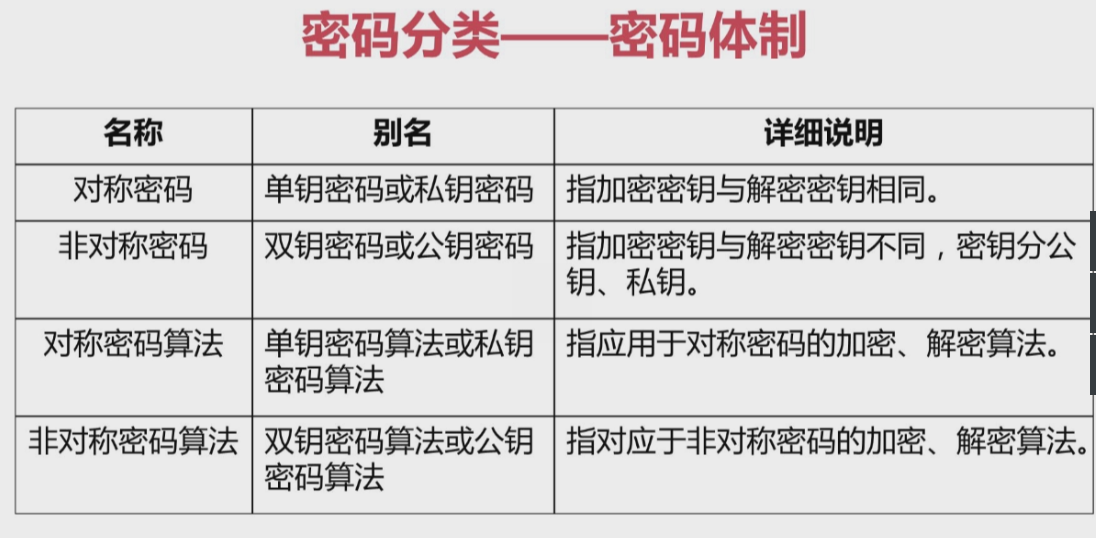 密码分类——密码体制
名称 别名 详细说明
对称密码 单钥密码或私钥密码 指加密密钥与解密密钥相同。
非对称密码 双钥密码或公钥密码 指加密密钥与解密密钥不同，密钥分公
钥、私钥。
对称密码算法 单钥密码算法或私钥 指应用于对称密码的加密、解密算法。
密码算法
非对称密码算法 双钥密码算法或公钥 指对应于非对称密码的加密、解密算法。
密码算法